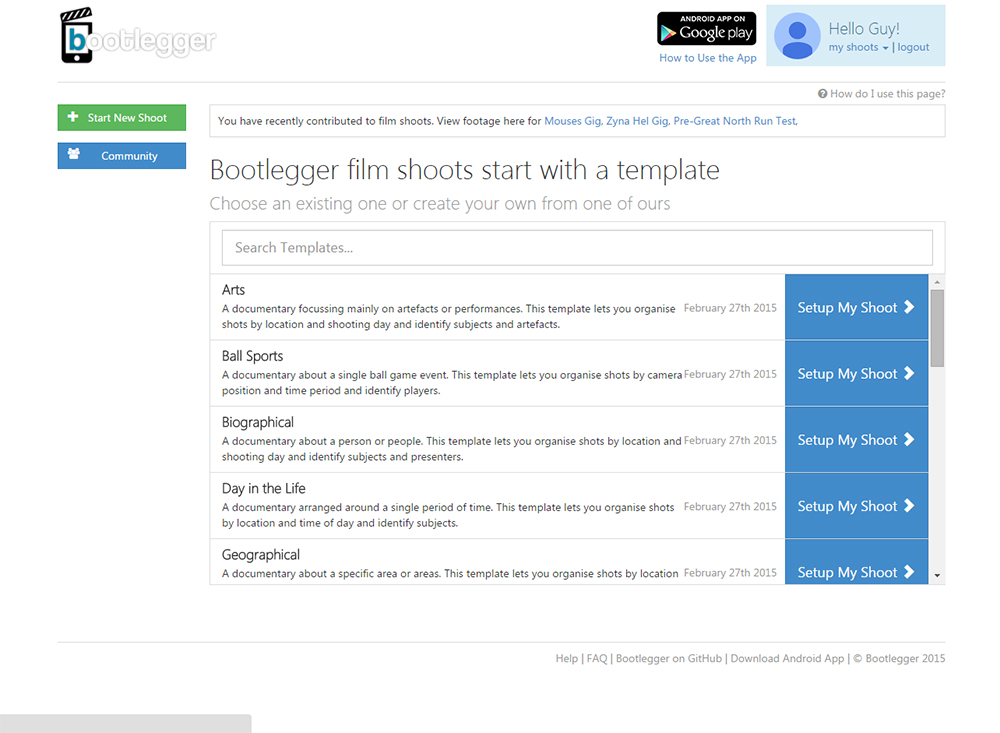 bootlegger
ANDROID APP ON
Google play
How to Use the App
Hello Guy!
my shoots | logout
How do I use this page?
Start New Shoot
Community
You have recently contributed to film shoots. View footage here for Mouses Gig, Zyna Hel Gig, Pre-Great North Run Test.
Bootlegger film shoots start with a template
Choose an existing one or create your own from one of ours
Search Templates...
Arts
A documentary focussing mainly on artefacts or performances. This template lets you organise
shots by location and shooting day and identify subjects and artefacts.
February 27th 2015
Setup My Shoot
Ball Sports
A documentary about a single ball game event. This template lets you organise shots by camera
position and time period and identify players.
February 27th 2015
Setup My Shoot
Biographical
A documentary about a person or people. This template lets you organise shots by location and
shooting day and identify subjects and presenters.
February 27th 2015
Setup My Shoot
Day in the Life
A documentary arranged around a single period of time. This template lets you organise shots
by location and time of day and identify subjects.
February 27th 2015
Setup My Shoot
Geographical
A documentary about a specific area or areas. This template lets you organise shots by location
February 27th 2015
Setup My Shoot
Help | FAQ | Bootlegger on GitHub | Download Android App | © Bootlegger 2015